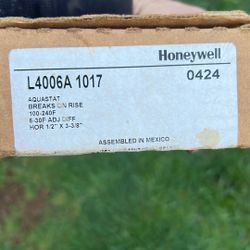 Honeywell
L4006A 1017
0424
AQUASTAT
BREAKS ON RISE
100-240F
5-30F ADJ DIFF
HOR 1/2" X 3-3/8"
ASSEMBLED IN MEXICO